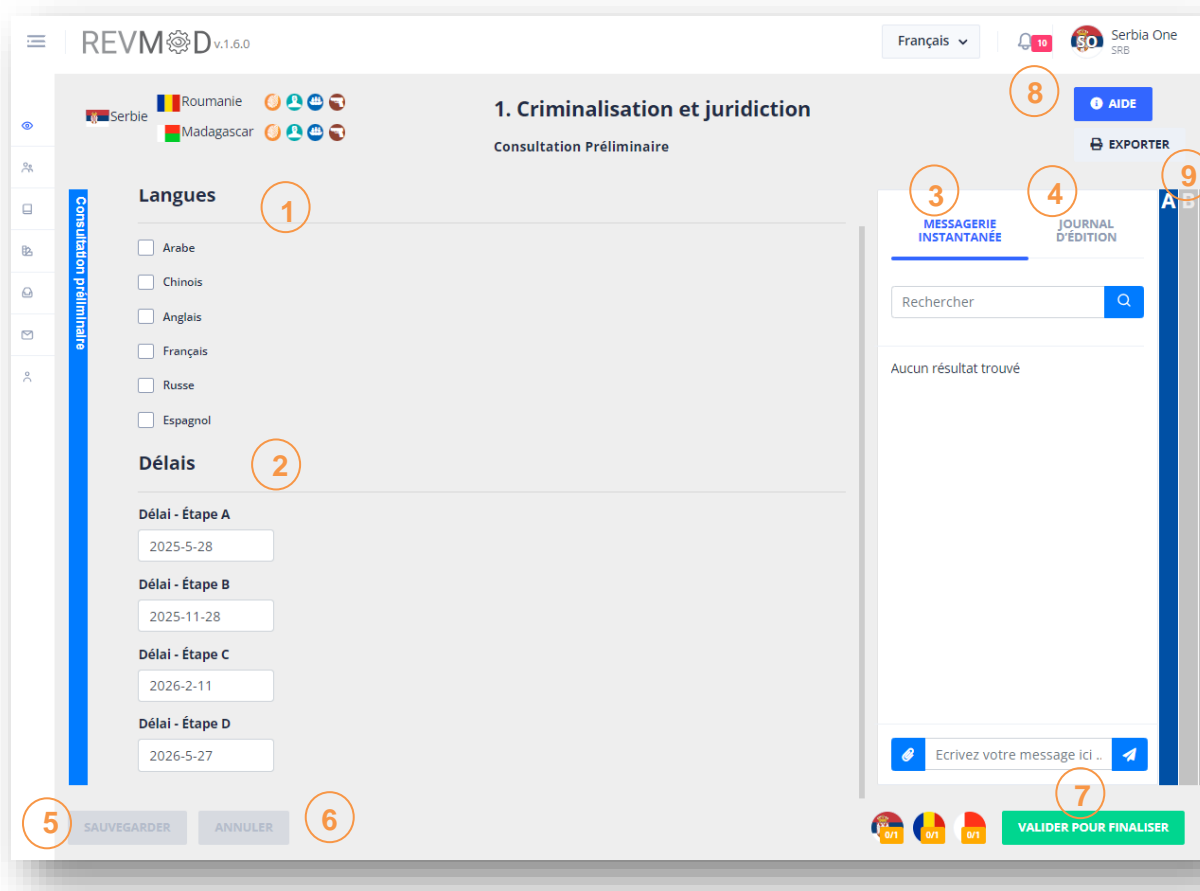 REVMOD v.1.6.0
Français
10
SO
Serbia One
SRB
8
AIDE
EXPORTER
9
Serbie
Roumanie
Madagascar
1. Criminalisation et juridiction
Consultation Préliminaire
Consultation préliminaire
Langues
1
Arabe
Chinois
Anglais
Français
Russe
Espagnol
Délais
2
Délai - Étape A
2025-5-28
Délai - Étape B
2025-11-28
Délai - Étape C
2026-2-11
Délai - Étape D
2026-5-27
3
4
MESSAGERIE
INSTANTANÉE
JOURNAL
D'ÉDITION
A
B
Rechercher
Aucun résultat trouvé
Ecrivez votre message ici ..
5
SAUVEGARDER
ANNULER
6
0/1
0/1
0/1
7
VALIDER POUR FINALISER